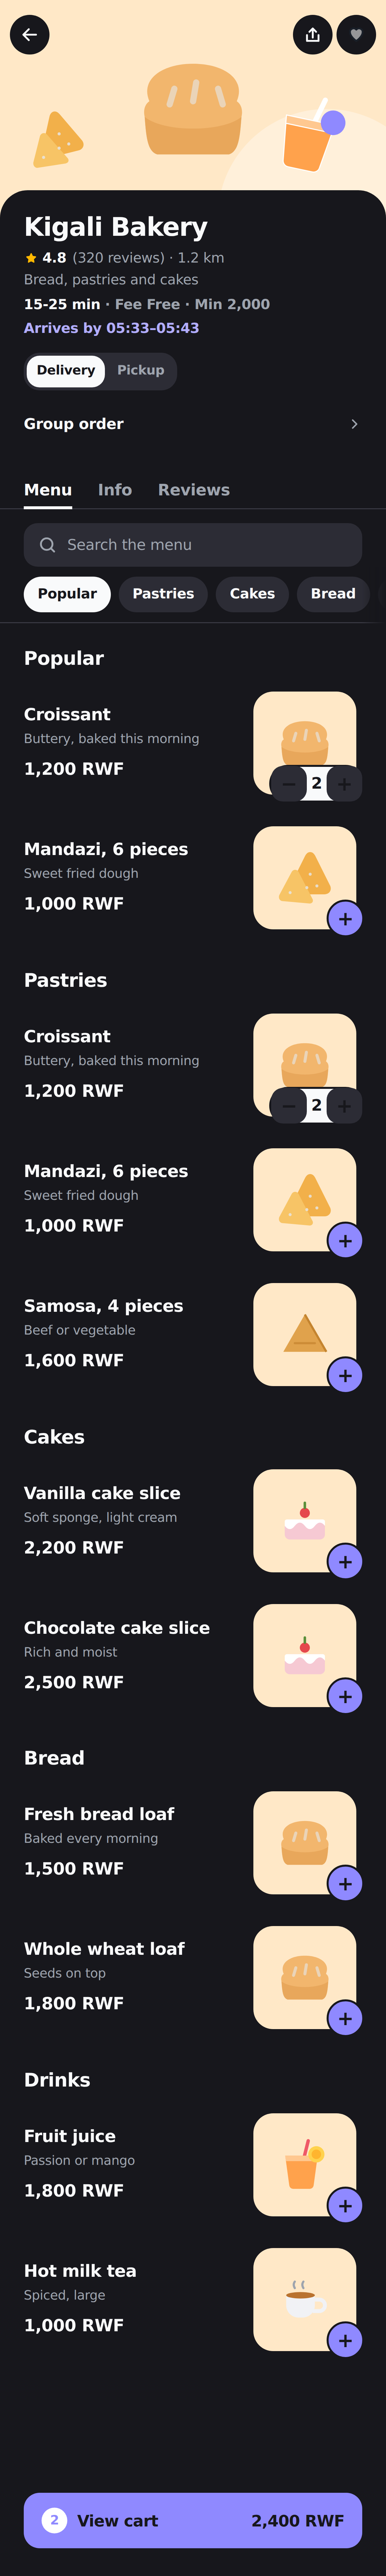 Kigali Bakery
4.8 (320 reviews) · 1.2 km
Bread, pastries and cakes
15-25 min · Fee Free · Min 2,000
Arrives by 05:33–05:43
Delivery Pickup
Group order
Menu Info Reviews
Search the menu
Popular Pastries Cakes Bread
Popular
Croissant
Buttery, baked this morning
1,200 RWF
− 2 +
Mandazi, 6 pieces
Sweet fried dough
1,000 RWF
+
Pastries
Croissant
Buttery, baked this morning
1,200 RWF
− 2 +
Mandazi, 6 pieces
Sweet fried dough
1,000 RWF
+
Samosa, 4 pieces
Beef or vegetable
1,600 RWF
+
Cakes
Vanilla cake slice
Soft sponge, light cream
2,200 RWF
+
Chocolate cake slice
Rich and moist
2,500 RWF
+
Bread
Fresh bread loaf
Baked every morning
1,500 RWF
+
Whole wheat loaf
Seeds on top
1,800 RWF
+
Drinks
Fruit juice
Passion or mango
1,800 RWF
+
Hot milk tea
Spiced, large
1,000 RWF
+
2 View cart 2,400 RWF